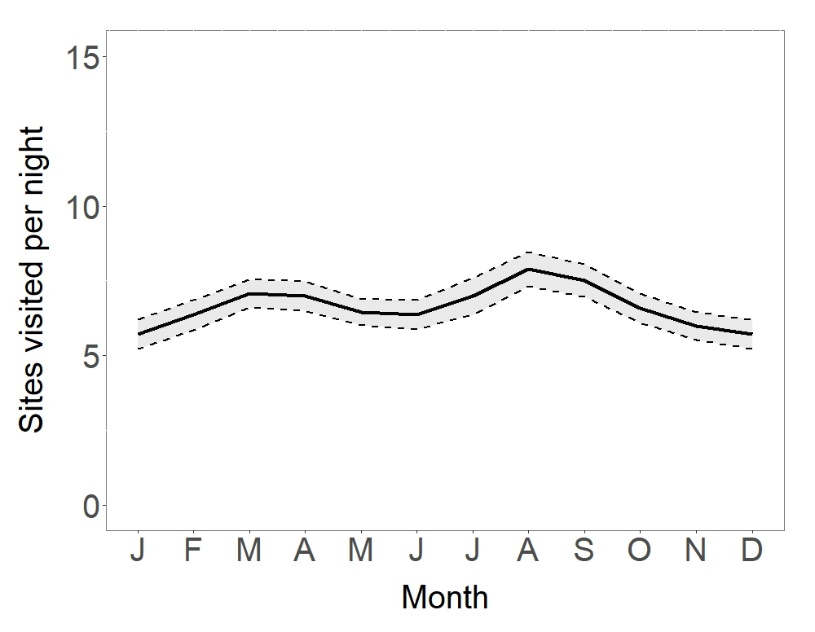 Sites visited per night
15
10
5
0
J F M A M J J A S O N D
Month